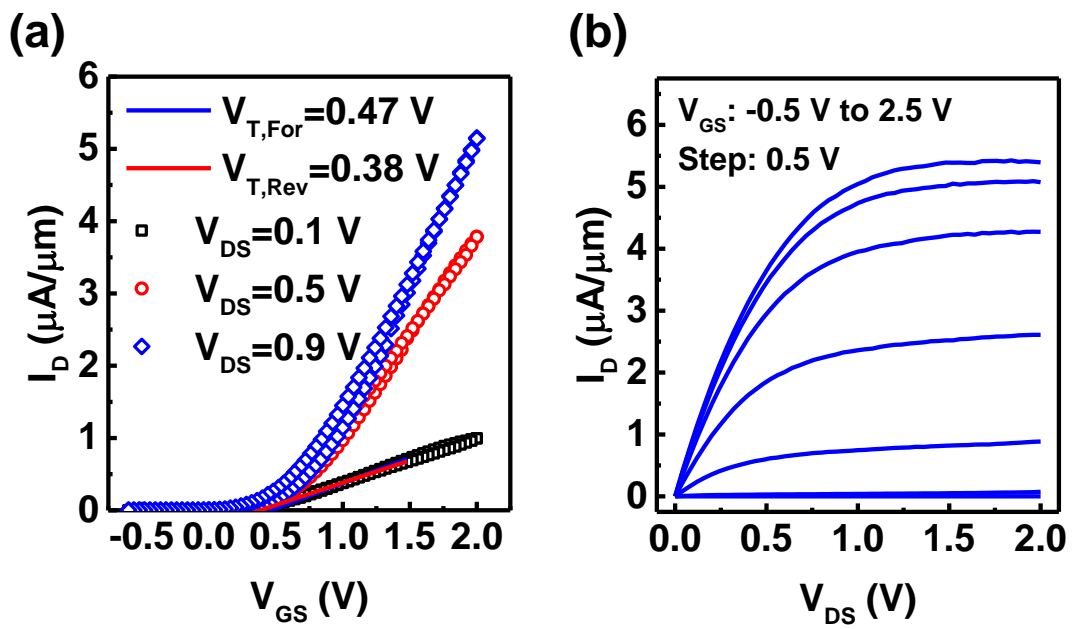 (a)
6
5
4
3
2
1
0
I_D (μA/μm)
V_T,For=0.47 V
V_T,Rev=0.38 V
V_DS=0.1 V
V_DS=0.5 V
V_DS=0.9 V
-0.5 0.0 0.5 1.0 1.5 2.0
V_GS (V)
(b)
6
5
4
3
2
1
0
I_D (μA/μm)
V_GS: -0.5 V to 2.5 V
Step: 0.5 V
0.0 0.5 1.0 1.5 2.0
V_DS (V)